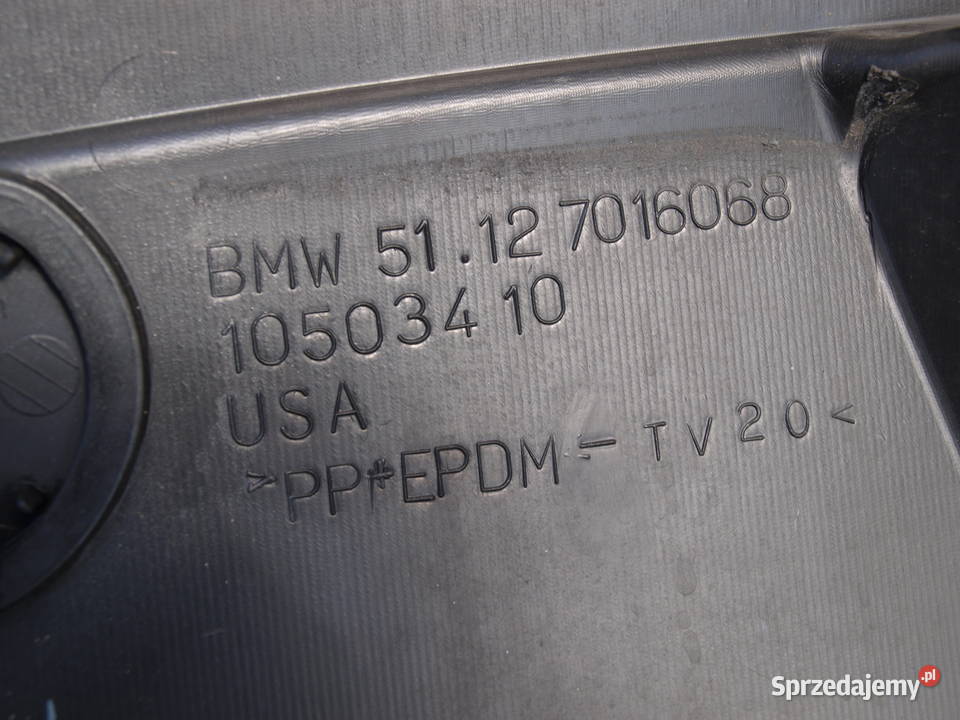 BMW 51.12 7016068
10503410
USA
>PP*EPDM-TV20<
Sprzedajemy.pl